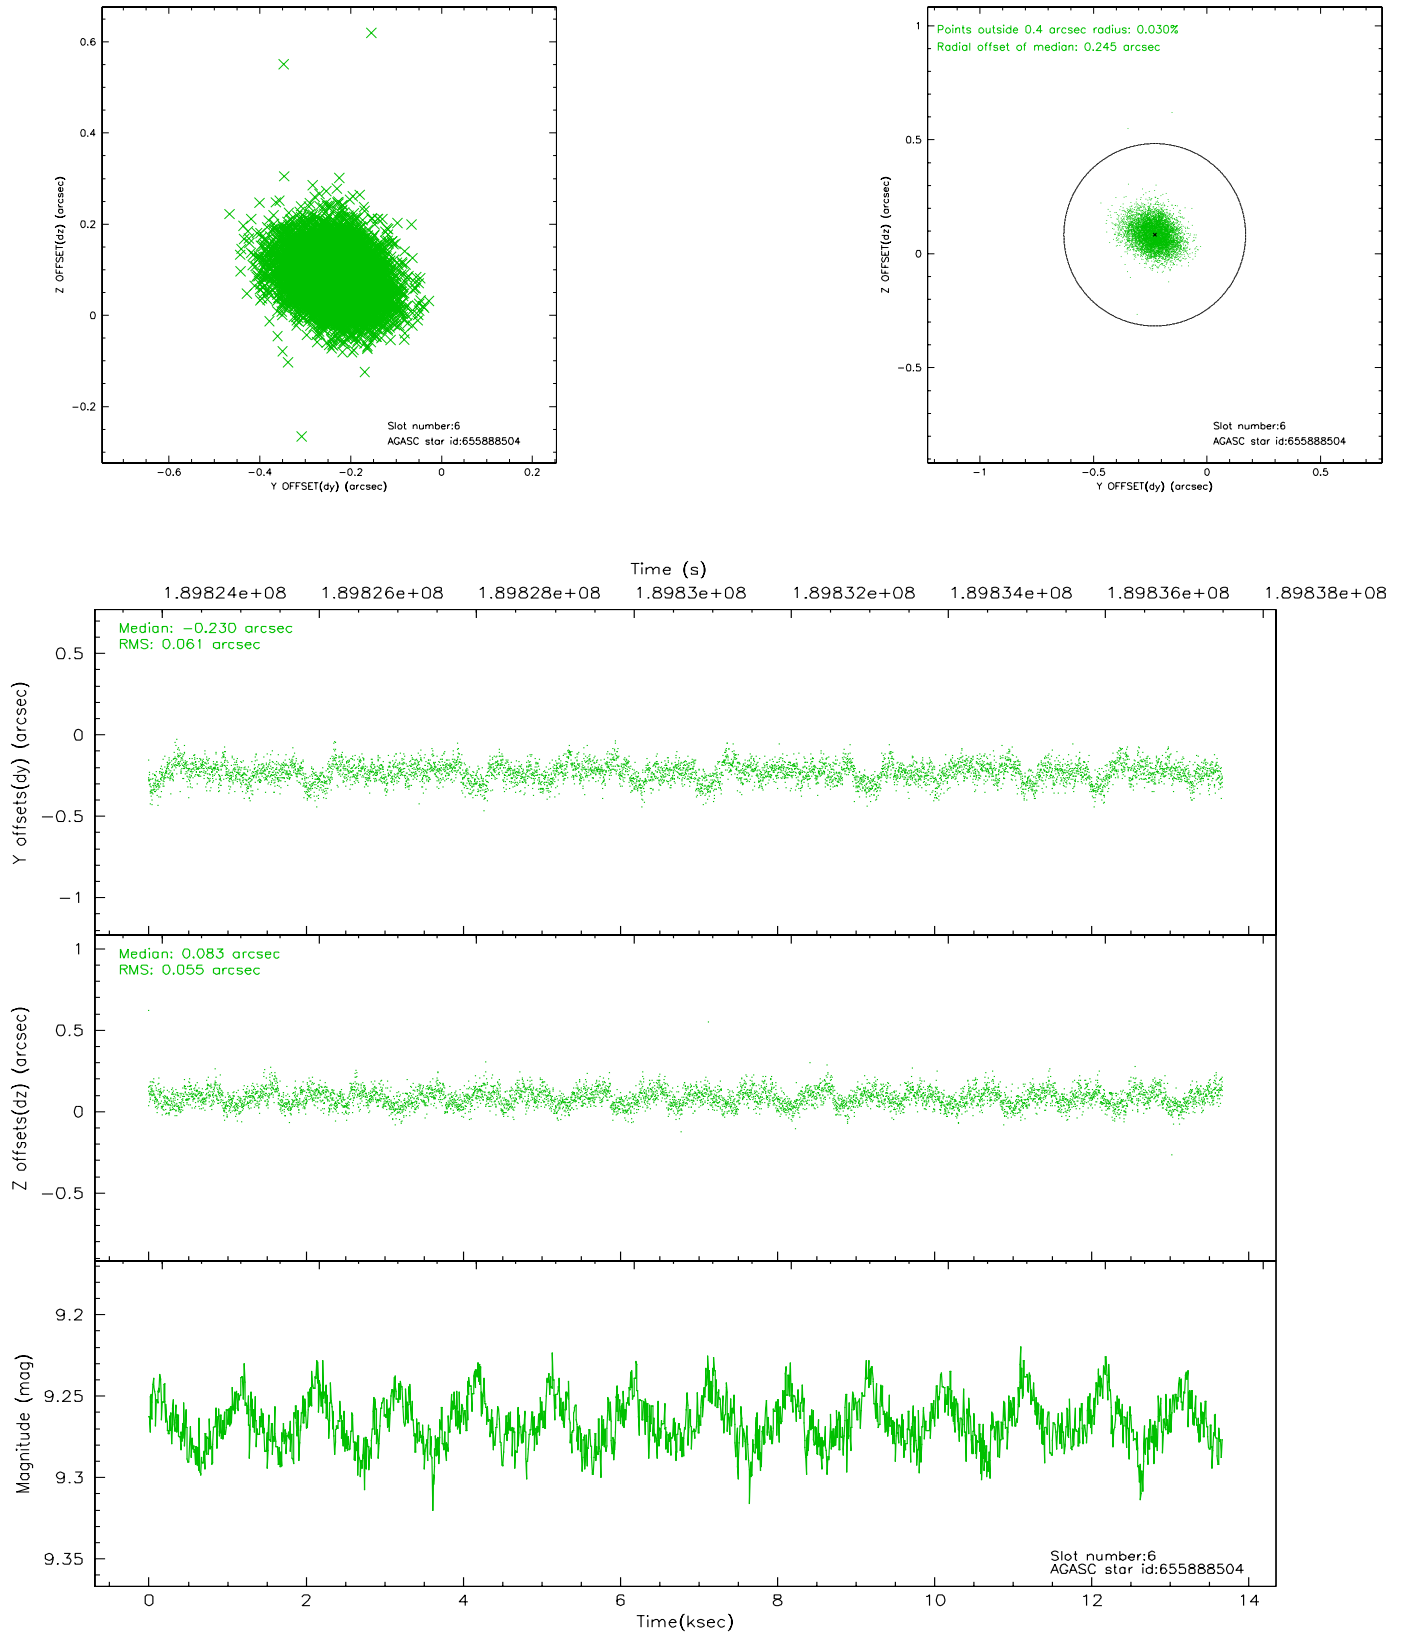 0.6
0.4
0.2
0
−0.2
Z OFFSET(dz) (arcsec)
Slot number:6
AGASC star id:655888504
−0.6 −0.4 −0.2 0 0.2
Y OFFSET(dy) (arcsec)
Points outside 0.4 arcsec radius: 0.030%
Radial offset of median: 0.245 arcsec
1
0.5
0
−0.5
Z OFFSET(dz) (arcsec)
Slot number:6
AGASC star id:655888504
−1 −0.5 0 0.5
Y OFFSET(dy) (arcsec)
Time (s)
1.89824e+08 1.89826e+08 1.89828e+08 1.8983e+08 1.89832e+08 1.89834e+08 1.89836e+08 1.89838e+08
Median: −0.230 arcsec
RMS: 0.061 arcsec
0.5
0
−0.5
−1
Y offsets(dy) (arcsec)
Median: 0.083 arcsec
RMS: 0.055 arcsec
1
0.5
0
−0.5
Z offsets(dz) (arcsec)
9.2
9.25
9.3
9.35
Magnitude (mag)
Slot number:6
AGASC star id:655888504
0 2 4 6 8 10 12 14
Time(ksec)